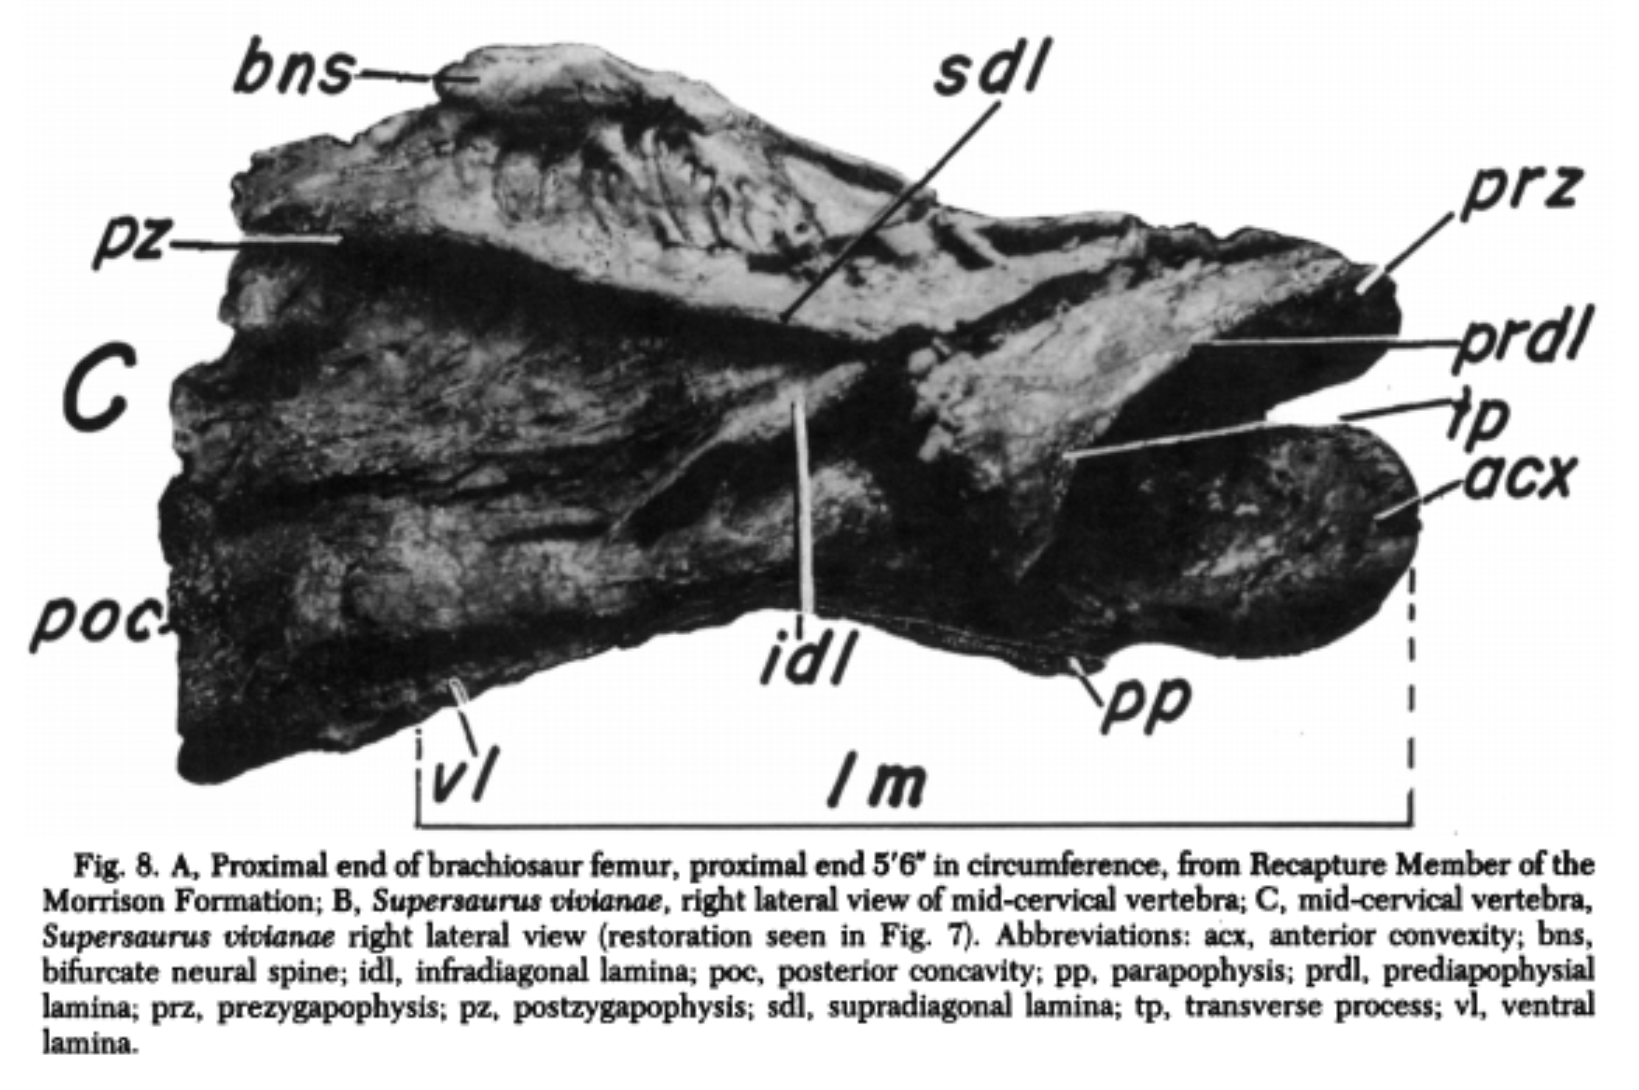 bns
sdl
prz
pz
prdl
C
tp
acx
poc
idl
pp
vl
l m
Fig. 8. A, Proximal end of brachiosaur femur, proximal end 5'6" in circumference, from Recapture Member of the
Morrison Formation; B, Supersaurus vivianae, right lateral view of mid-cervical vertebra; C, mid-cervical vertebra,
Supersaurus vivianae right lateral view (restoration seen in Fig. 7). Abbreviations: acx, anterior convexity; bns,
bifurcate neural spine; idl, infradiagonal lamina; poc, posterior concavity; pp, parapophysis; prdl, prediapophysial
lamina; prz, prezygapophysis; pz, postzygapophysis; sdl, supradiagonal lamina; tp, transverse process; vl, ventral
lamina.